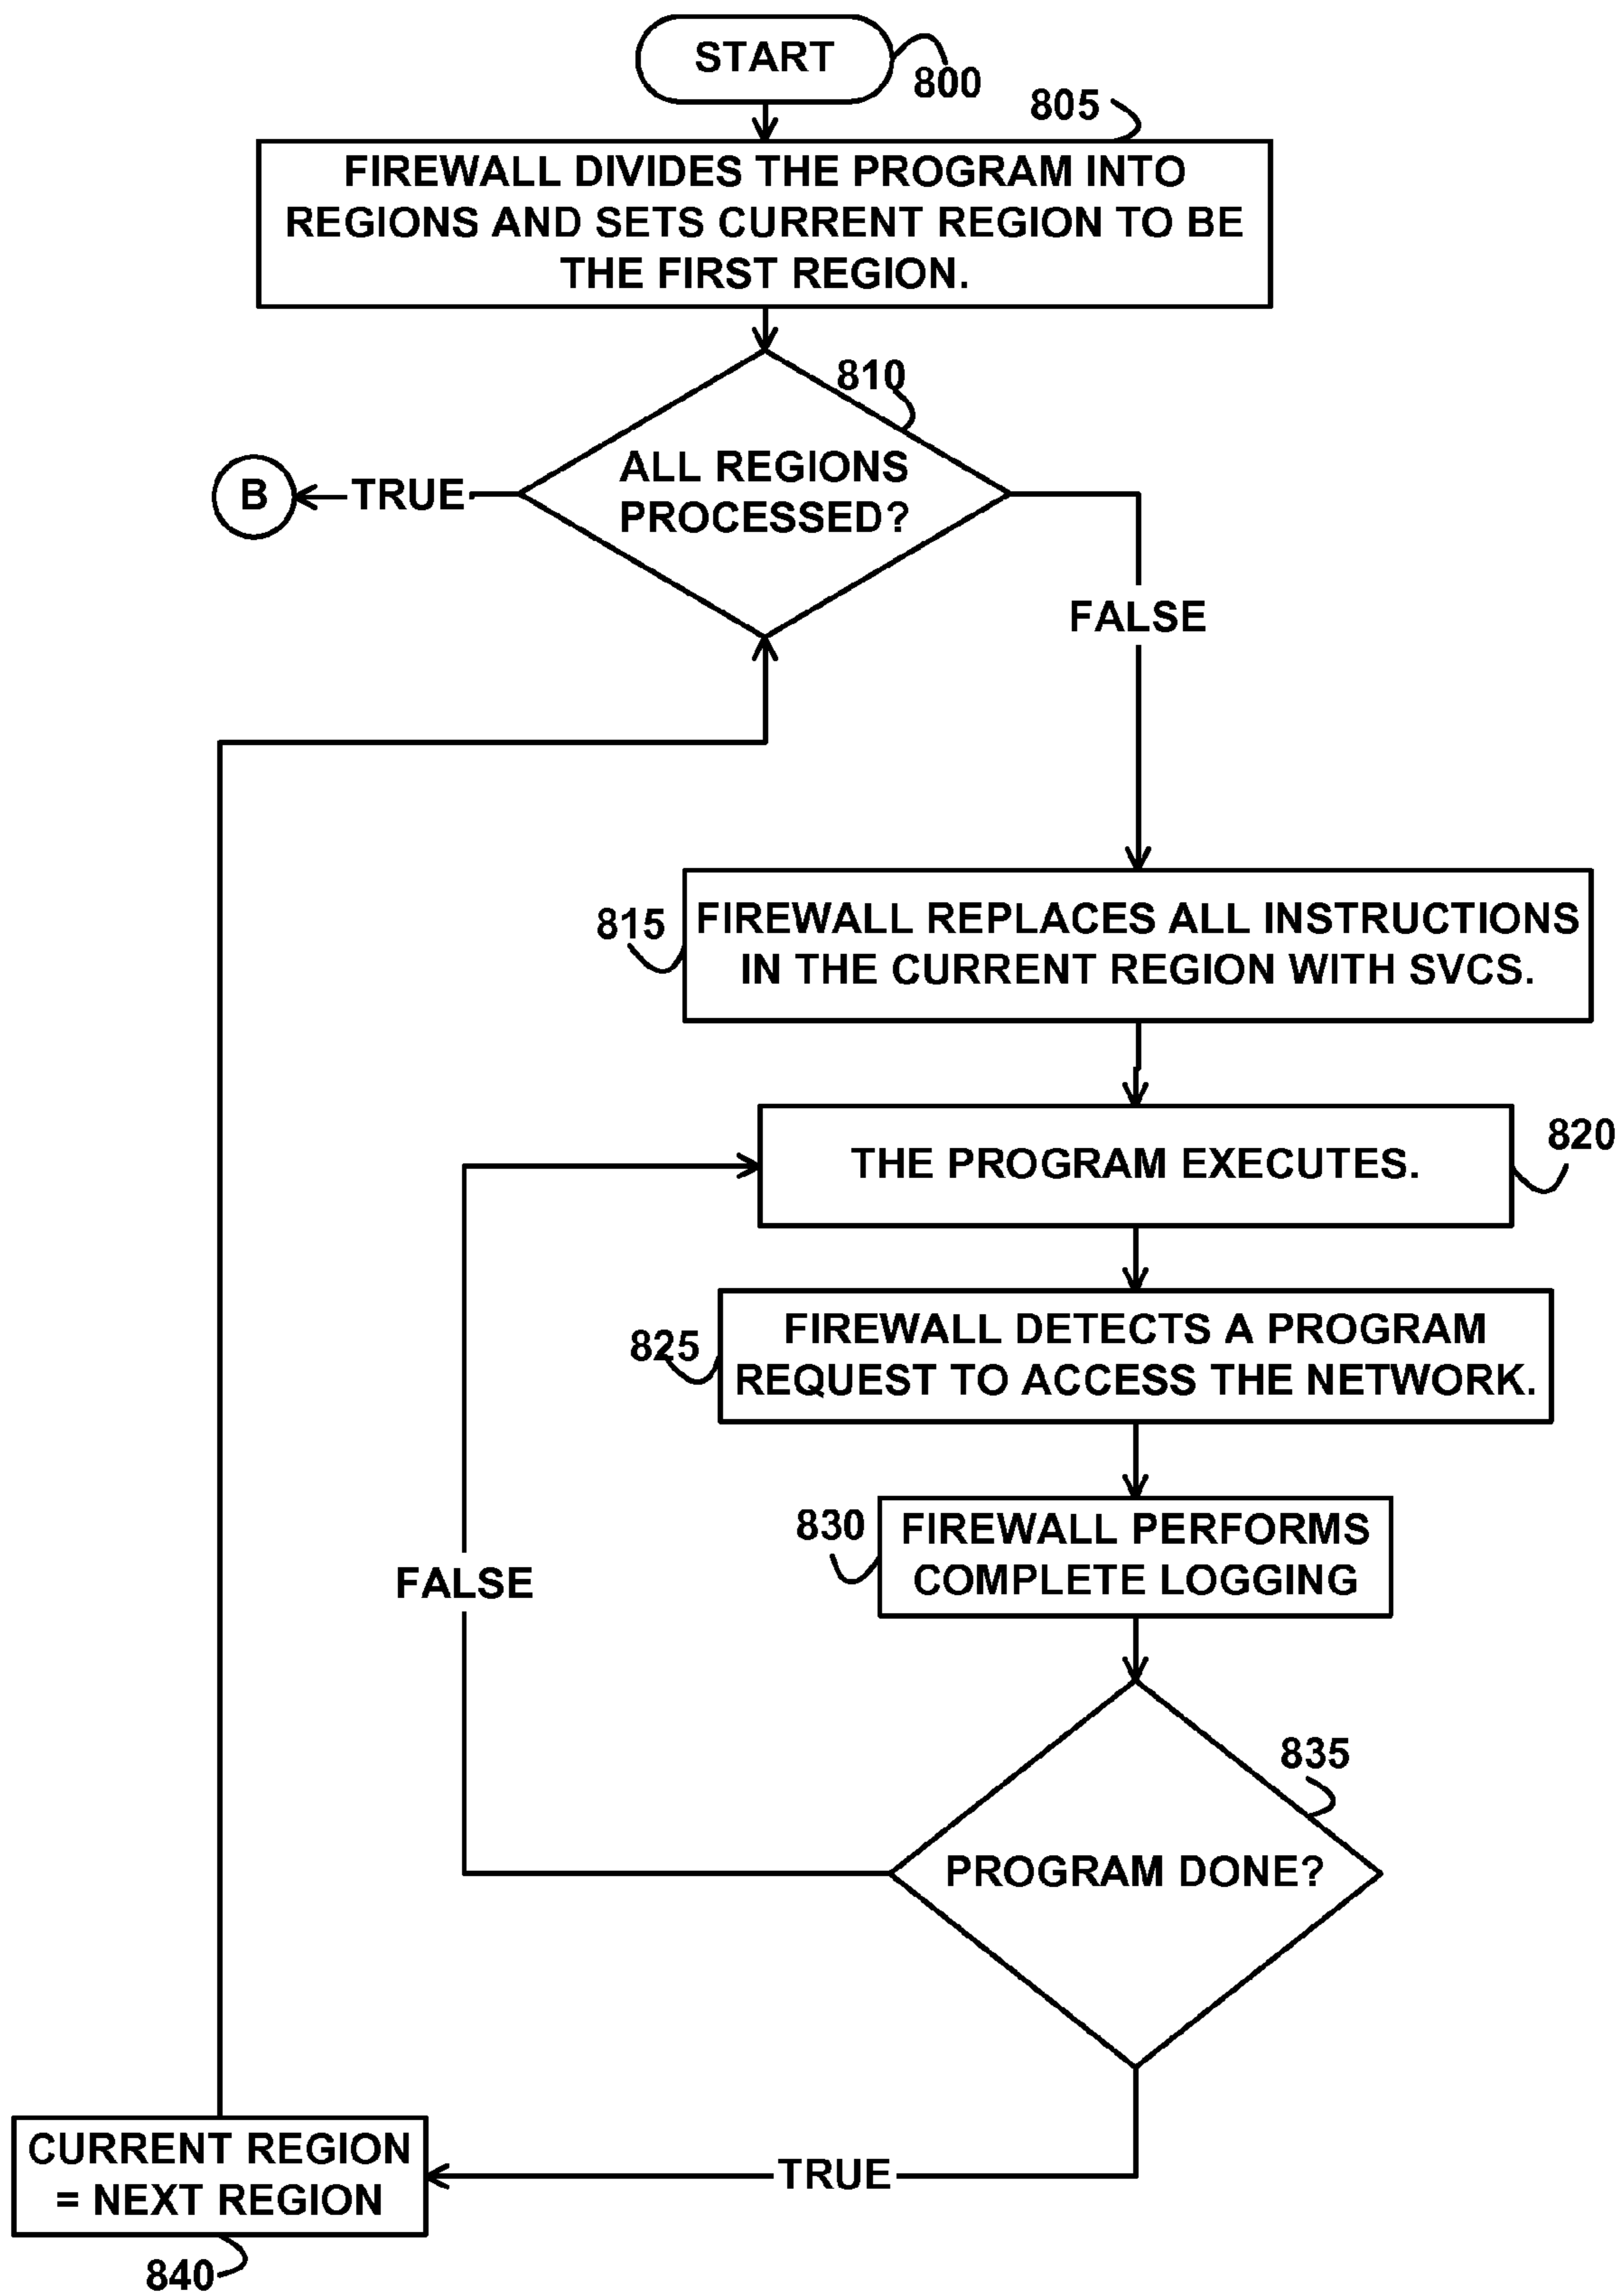 START
800
805
FIREWALL DIVIDES THE PROGRAM INTO
REGIONS AND SETS CURRENT REGION TO BE
THE FIRST REGION.
810
ALL REGIONS
PROCESSED?
B
TRUE
FALSE
815
FIREWALL REPLACES ALL INSTRUCTIONS
IN THE CURRENT REGION WITH SVCS.
820
THE PROGRAM EXECUTES.
825
FIREWALL DETECTS A PROGRAM
REQUEST TO ACCESS THE NETWORK.
830
FIREWALL PERFORMS
COMPLETE LOGGING
FALSE
835
PROGRAM DONE?
TRUE
CURRENT REGION
= NEXT REGION
840